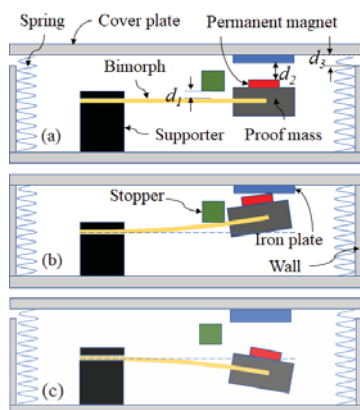 Spring
Cover plate
Permanent magnet
Bimorph
d1
d2
d3
(a)
Supporter
Proof mass
Stopper
(b)
Iron plate
Wall
(c)